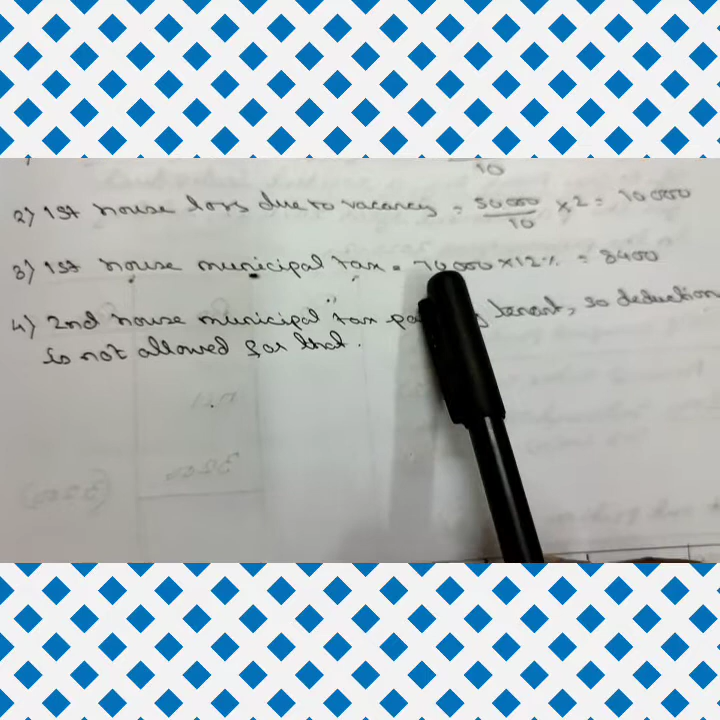 10
2) 1st house loss due to vacancy = 50000/10 × 2 = 10000
3) 1st house municipal tax = 70000 × 12% = 8400
4) 2nd house municipal tax tenant, so deduction
is not allowed for that.